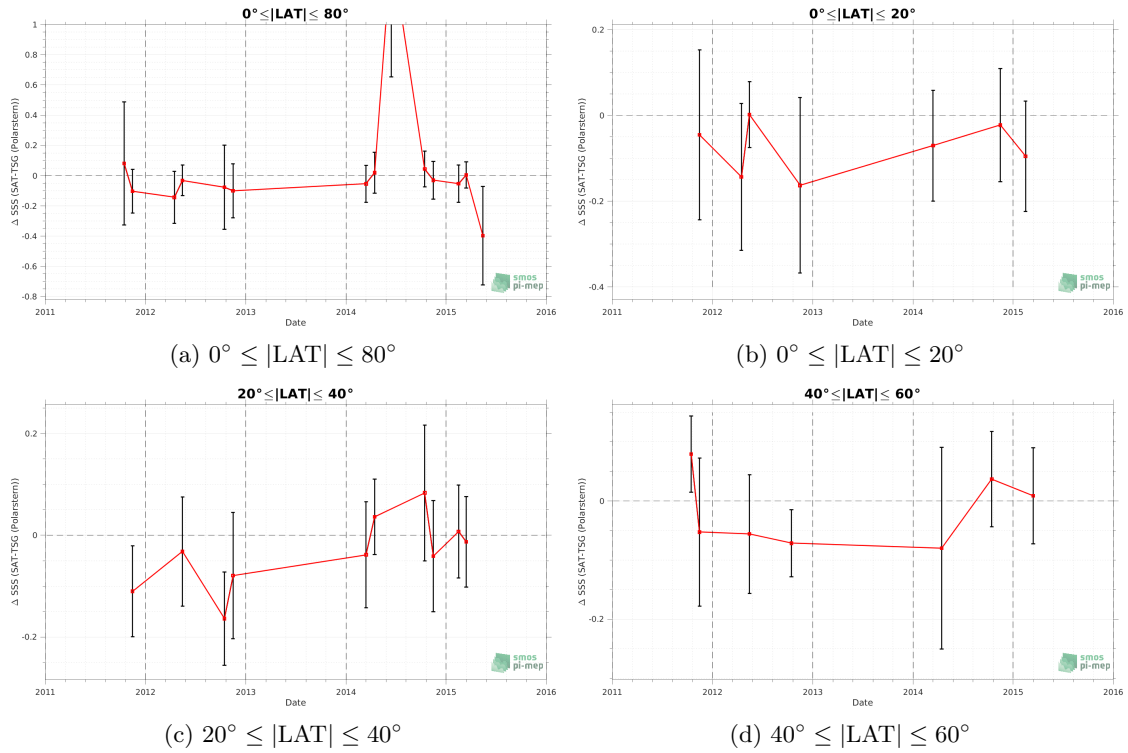 0°≤|LAT|≤ 80°
Δ SSS (SAT-TSG (Polarstern))
1
0.8
0.6
0.4
0.2
0
-0.2
-0.4
-0.6
-0.8
2011 2012 2013 2014 2015 2016
Date
smos
pi-mep
(a) 0° ≤ |LAT| ≤ 80°
0°≤|LAT|≤ 20°
Δ SSS (SAT-TSG (Polarstern))
0.2
0
-0.2
-0.4
2011 2012 2013 2014 2015 2016
Date
smos
pi-mep
(b) 0° ≤ |LAT| ≤ 20°
20°≤|LAT|≤ 40°
Δ SSS (SAT-TSG (Polarstern))
0.2
0
-0.2
2011 2012 2013 2014 2015 2016
Date
smos
pi-mep
(c) 20° ≤ |LAT| ≤ 40°
40°≤|LAT|≤ 60°
Δ SSS (SAT-TSG (Polarstern))
0
-0.2
2011 2012 2013 2014 2015 2016
Date
smos
pi-mep
(d) 40° ≤ |LAT| ≤ 60°